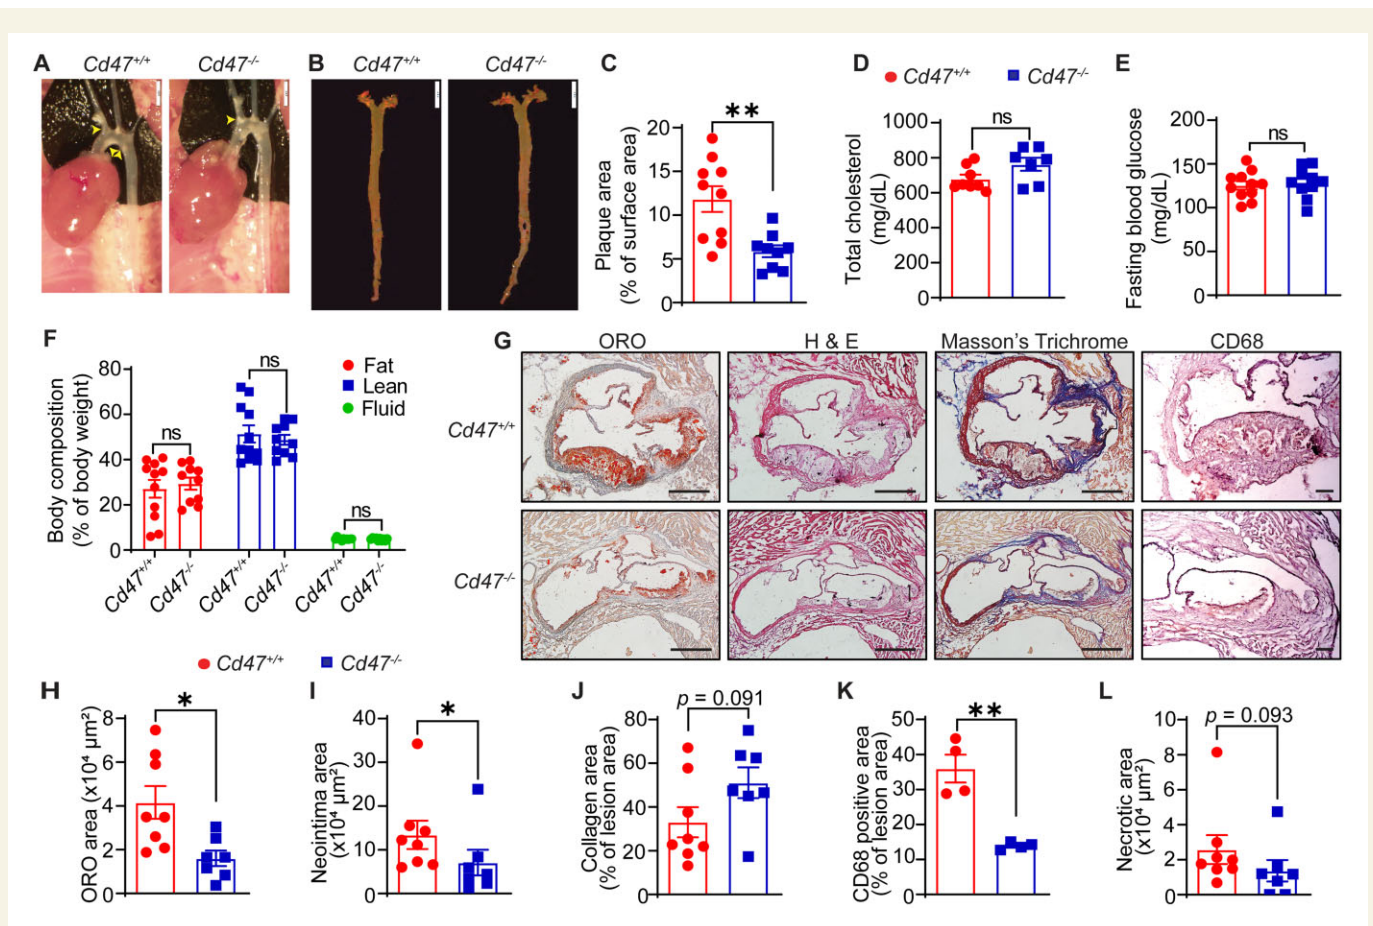 A Cd47+/+ Cd47-/-
B Cd47+/+ Cd47-/-
C
**
Plaque area
(% of surface area)
20
15
10
5
0
D
Cd47+/+ Cd47-/-
ns
Total cholesterol
(mg/dL)
1000
800
600
400
200
0
E
ns
Fasting blood glucose
(mg/dL)
200
150
100
50
0
F
Body composition
(% of body weight)
80
60
40
20
0
ns
ns
ns
Fat
Lean
Fluid
Cd47+/+
Cd47-/-
Cd47+/+
Cd47-/-
Cd47+/+
Cd47-/-
G
ORO H & E Masson's Trichrome CD68
Cd47+/+
Cd47-/-
Cd47+/+ Cd47-/-
H
*
ORO area (x10⁴ µm²)
8
6
4
2
0
I
*
Neointima area
(x10⁴ µm²)
40
30
20
10
0
J
p = 0.091
Collagen area
(% of lesion area)
80
60
40
20
0
K
**
CD68 positive area
(% of lesion area)
50
40
30
20
10
0
L
p = 0.093
Necrotic area
(x10⁴ µm²)
10
8
6
4
2
0